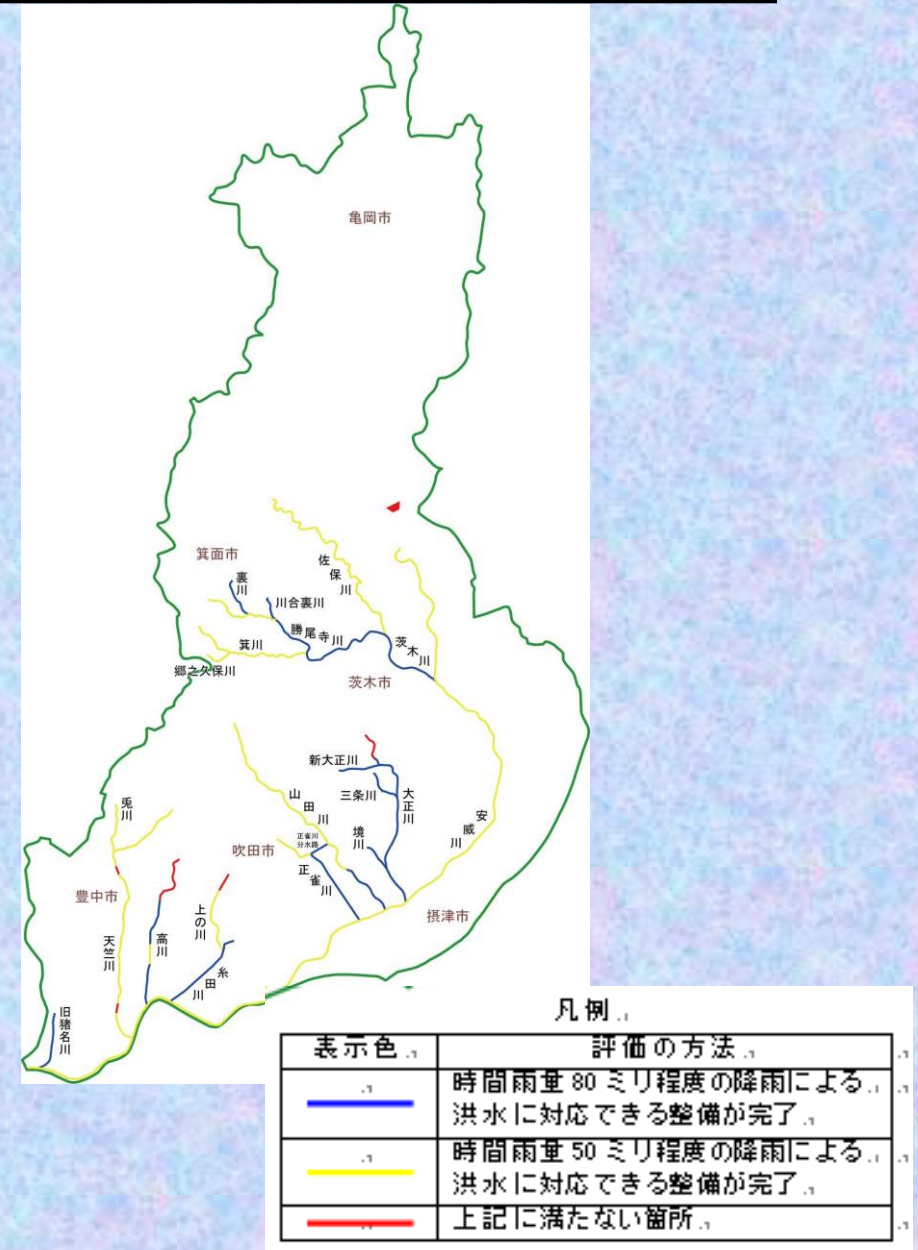 亀岡市
箕面市
佐保川
裏川
川合裏川
勝尾寺川
茨木川
箕川
郷之久保川
茨木市
新大正川
三条川
大正川
山田川
境川
安威川
兎川
正雀川
分水路
吹田市
正雀川
豊中市
上の川
摂津市
天竺川
高川
糸田川
旧猪名川
凡例
表示色
評価の方法
時間雨量 80 ミリ程度の降雨による
洪水に対応できる整備が完了
時間雨量 50 ミリ程度の降雨による
洪水に対応できる整備が完了
上記に満たない箇所